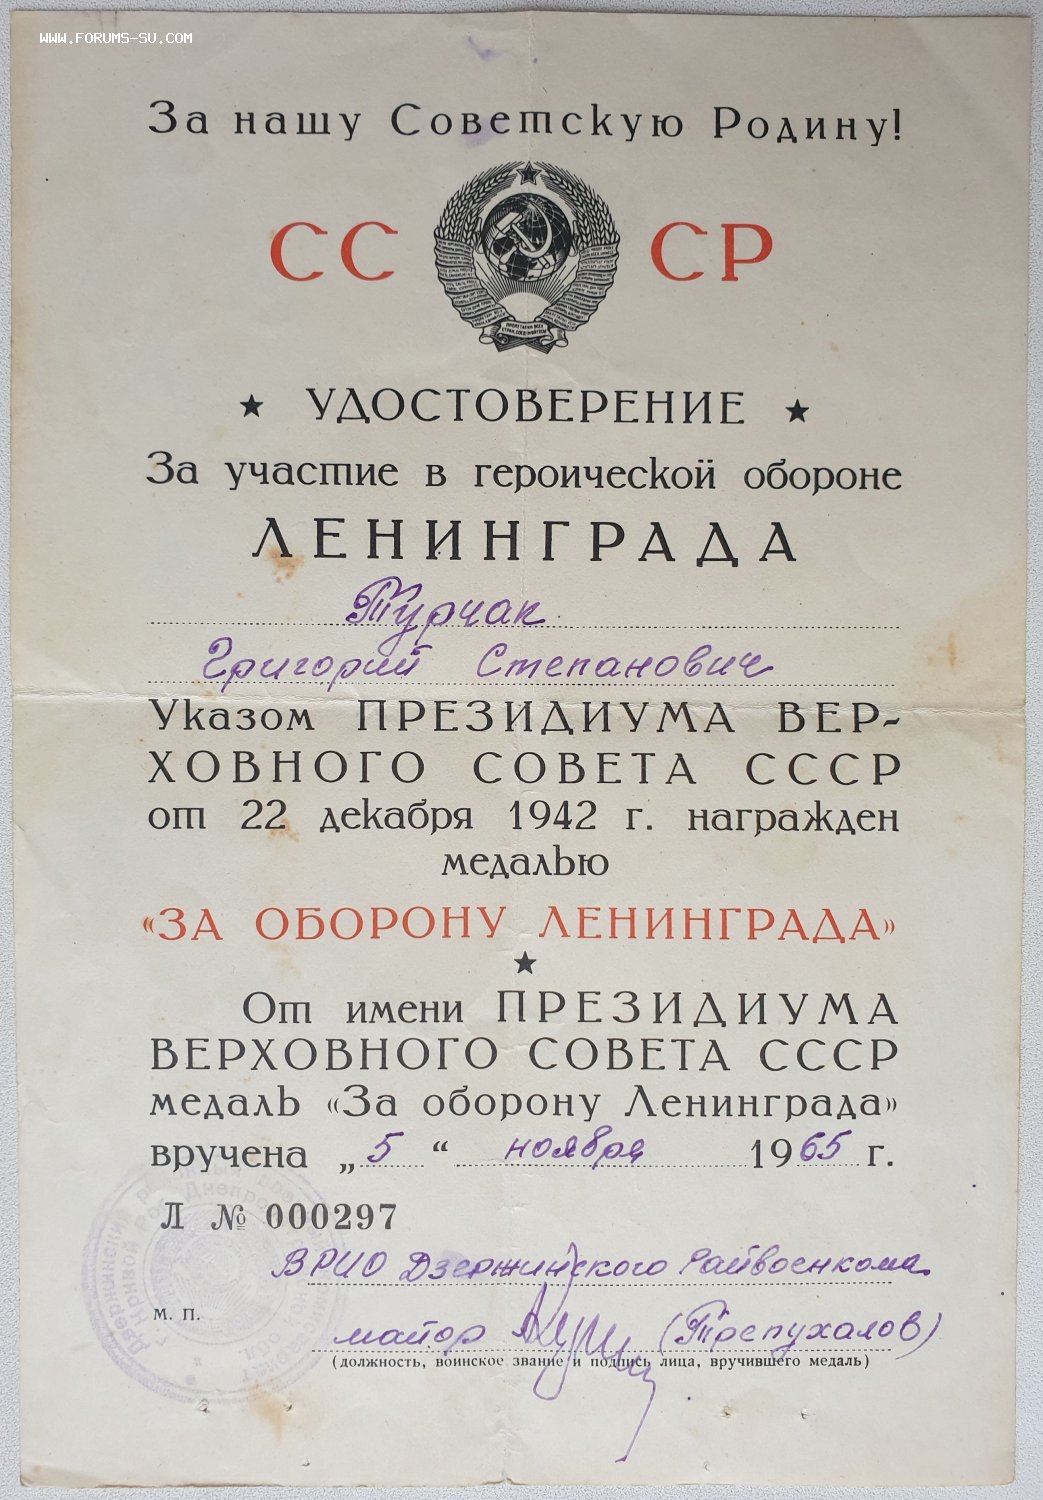 WWW.FORUMS-SU.COM
За нашу Советскую Родину!
СССР
УДОСТОВЕРЕНИЕ
За участие в героической обороне
ЛЕНИНГРАДА
Турчак
Григорий Степанович
Указом ПРЕЗИДИУМА ВЕР-
ХОВНОГО СОВЕТА СССР
от 22 декабря 1942 г. награжден
медалью
«ЗА ОБОРОНУ ЛЕНИНГРАДА»
От имени ПРЕЗИДИУМА
ВЕРХОВНОГО СОВЕТА СССР
медаль «За оборону Ленинграда»
вручена „5“ ноября 1965 г.
Л № 000297
ВРИО Дзержинского Райвоенкома
М. П.
майор (Трепухалов)
(должность, воинское звание и подпись лица, вручившего медаль)